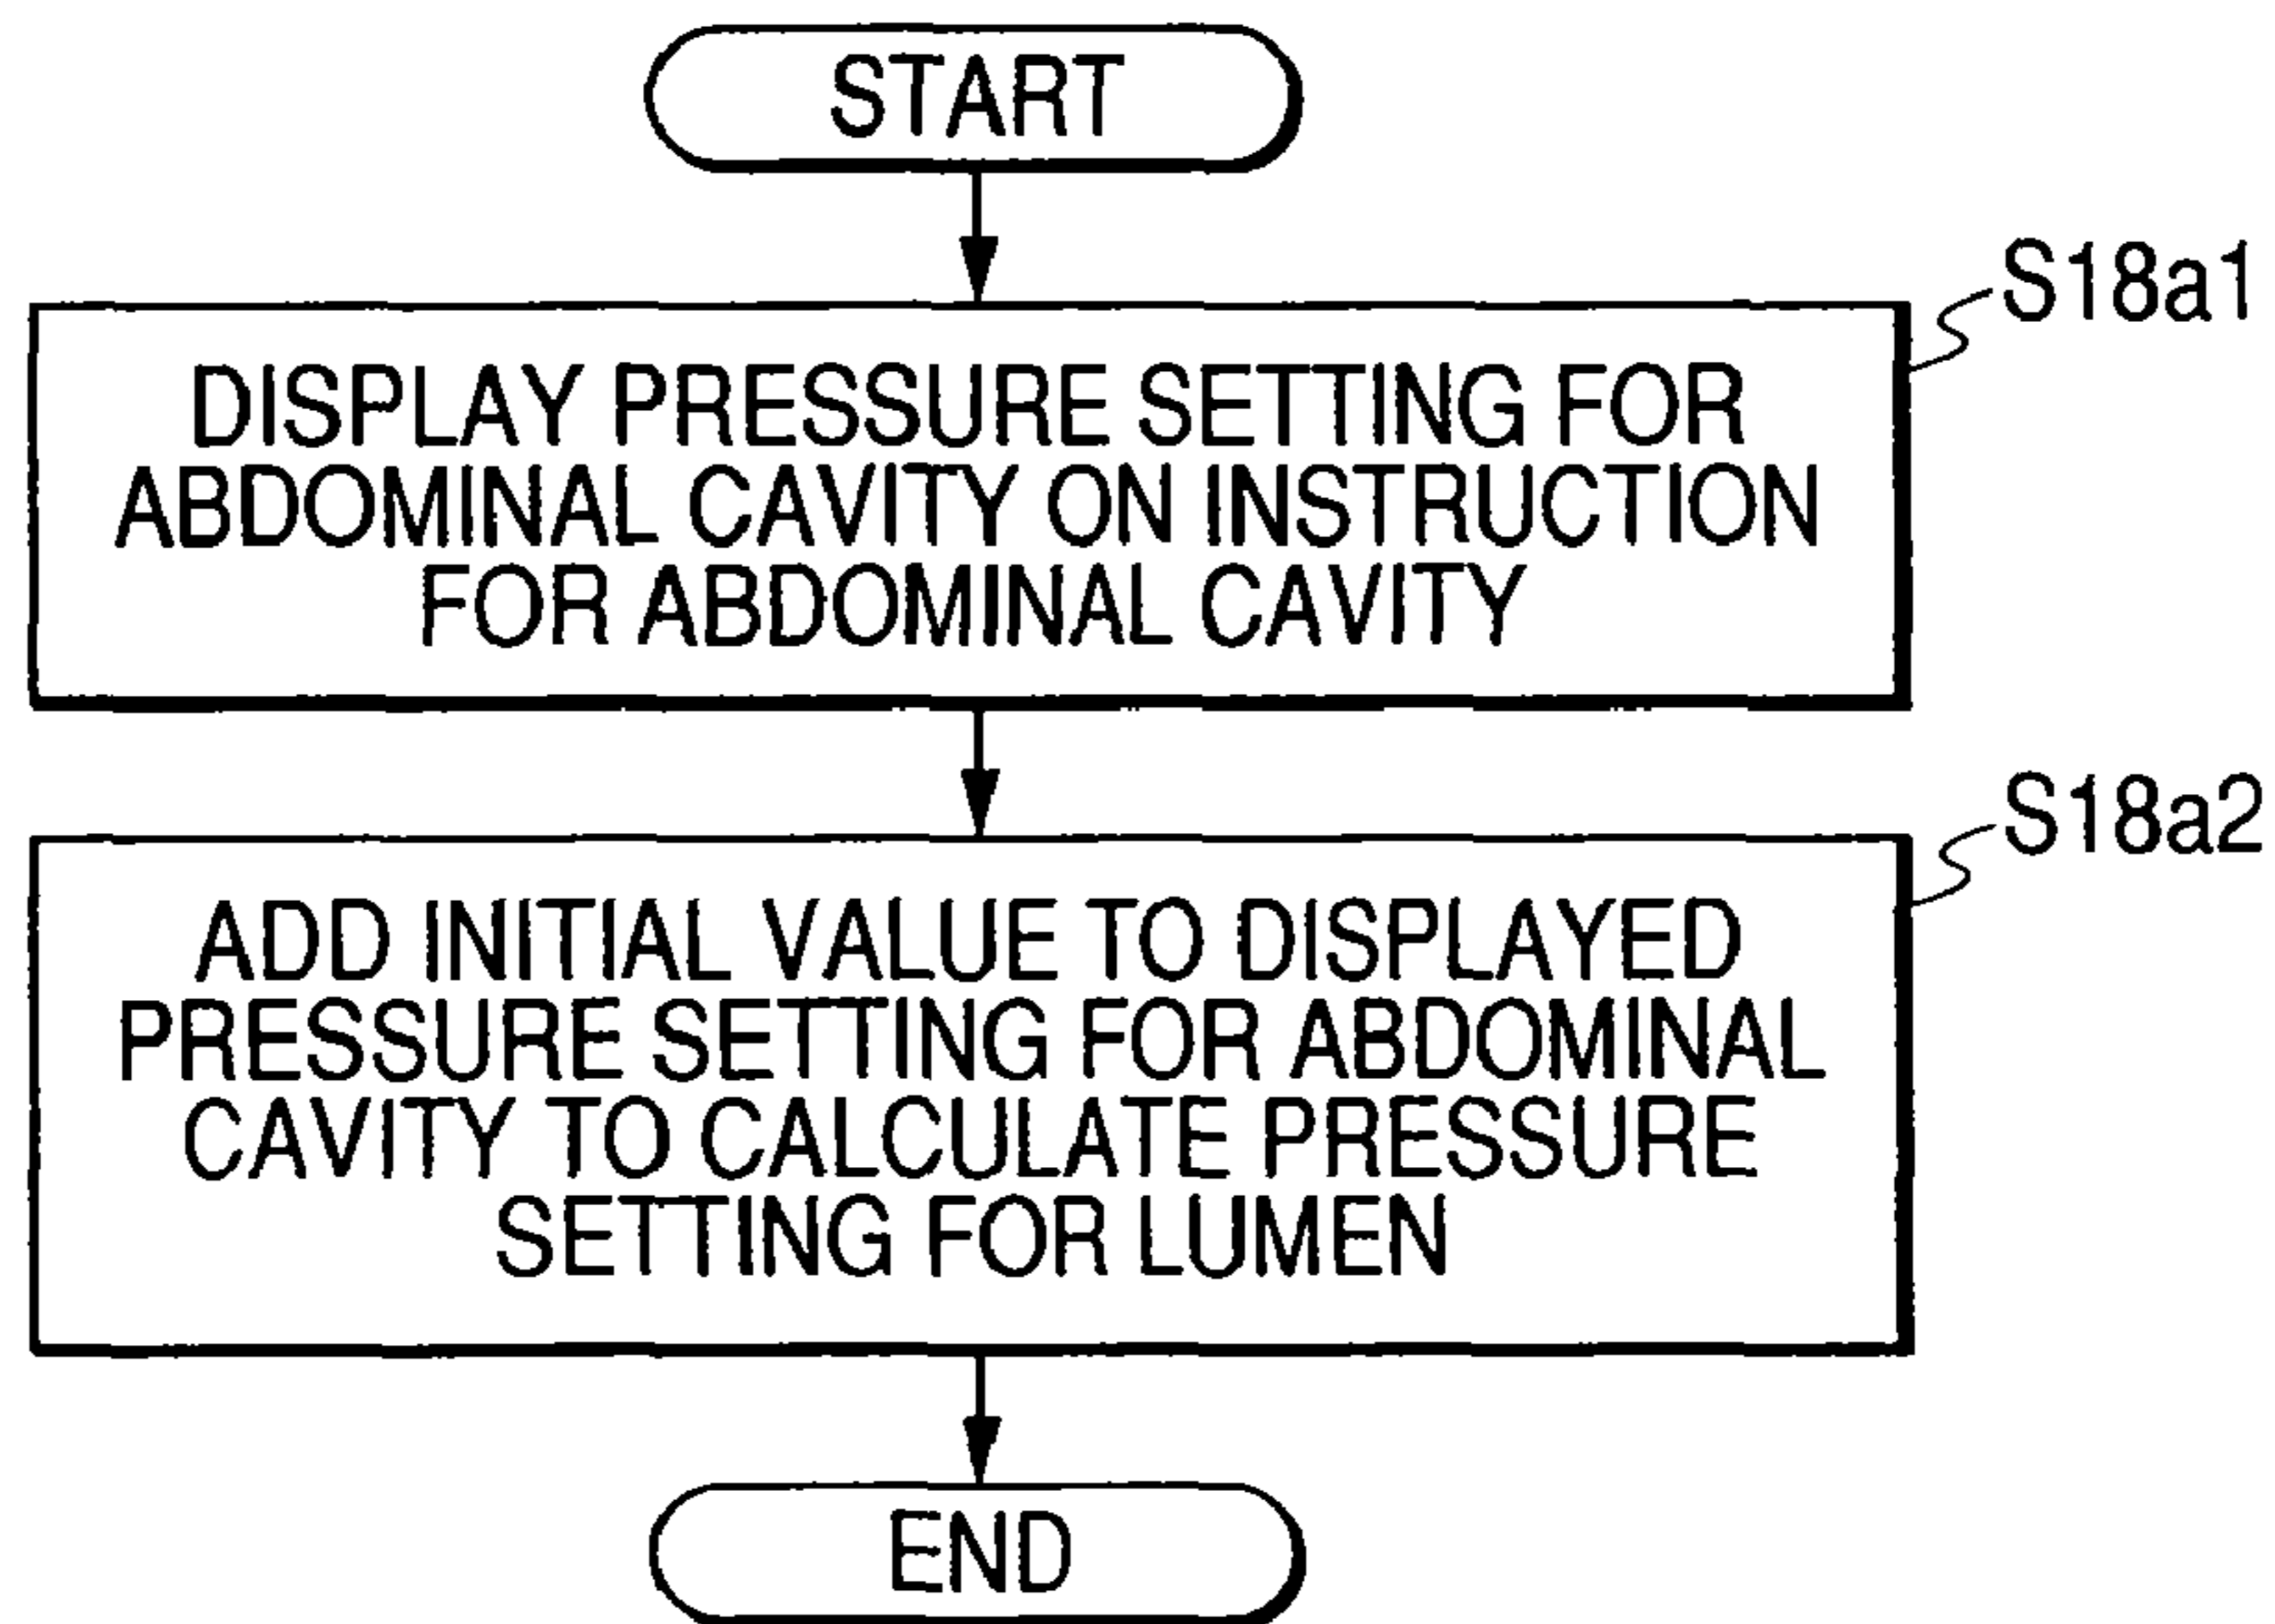 START
S18a1
DISPLAY PRESSURE SETTING FOR
ABDOMINAL CAVITY ON INSTRUCTION
FOR ABDOMINAL CAVITY
S18a2
ADD INITIAL VALUE TO DISPLAYED
PRESSURE SETTING FOR ABDOMINAL
CAVITY TO CALCULATE PRESSURE
SETTING FOR LUMEN
END